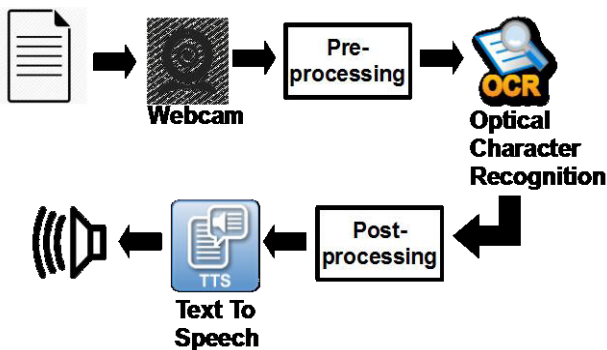 Webcam
Pre-
processing
OCR
Optical
Character
Recognition
Post-
processing
TTS
Text To
Speech